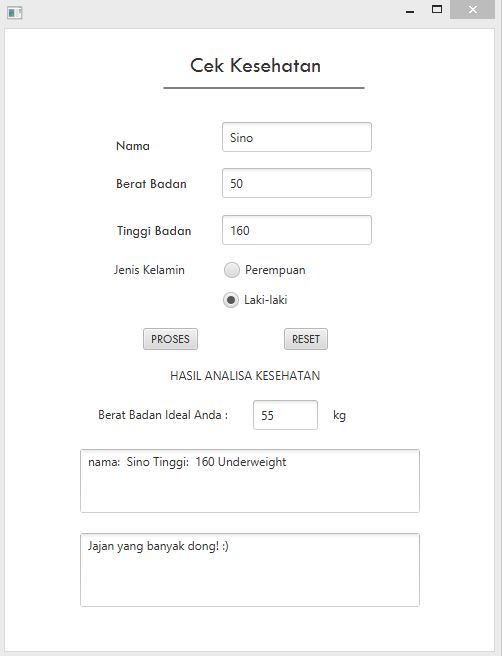 Cek Kesehatan
Nama Sino
Berat Badan 50
Tinggi Badan 160
Jenis Kelamin Perempuan
Laki-laki
PROSES RESET
HASIL ANALISA KESEHATAN
Berat Badan Ideal Anda : 55 kg
nama:  Sino Tinggi:  160 Underweight
Jajan yang banyak dong! :)